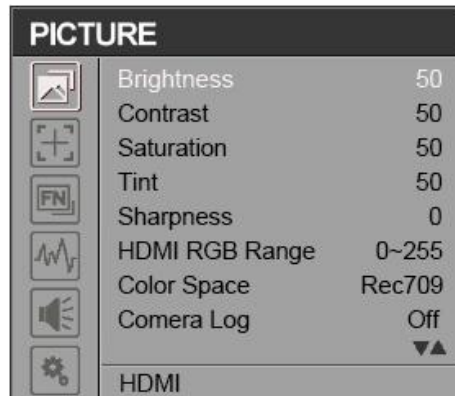 PICTURE
Brightness 50
Contrast 50
Saturation 50
FN
Tint 50
Sharpness 0
HDMI RGB Range 0~255
Color Space Rec709
Comera Log Off
HDMI